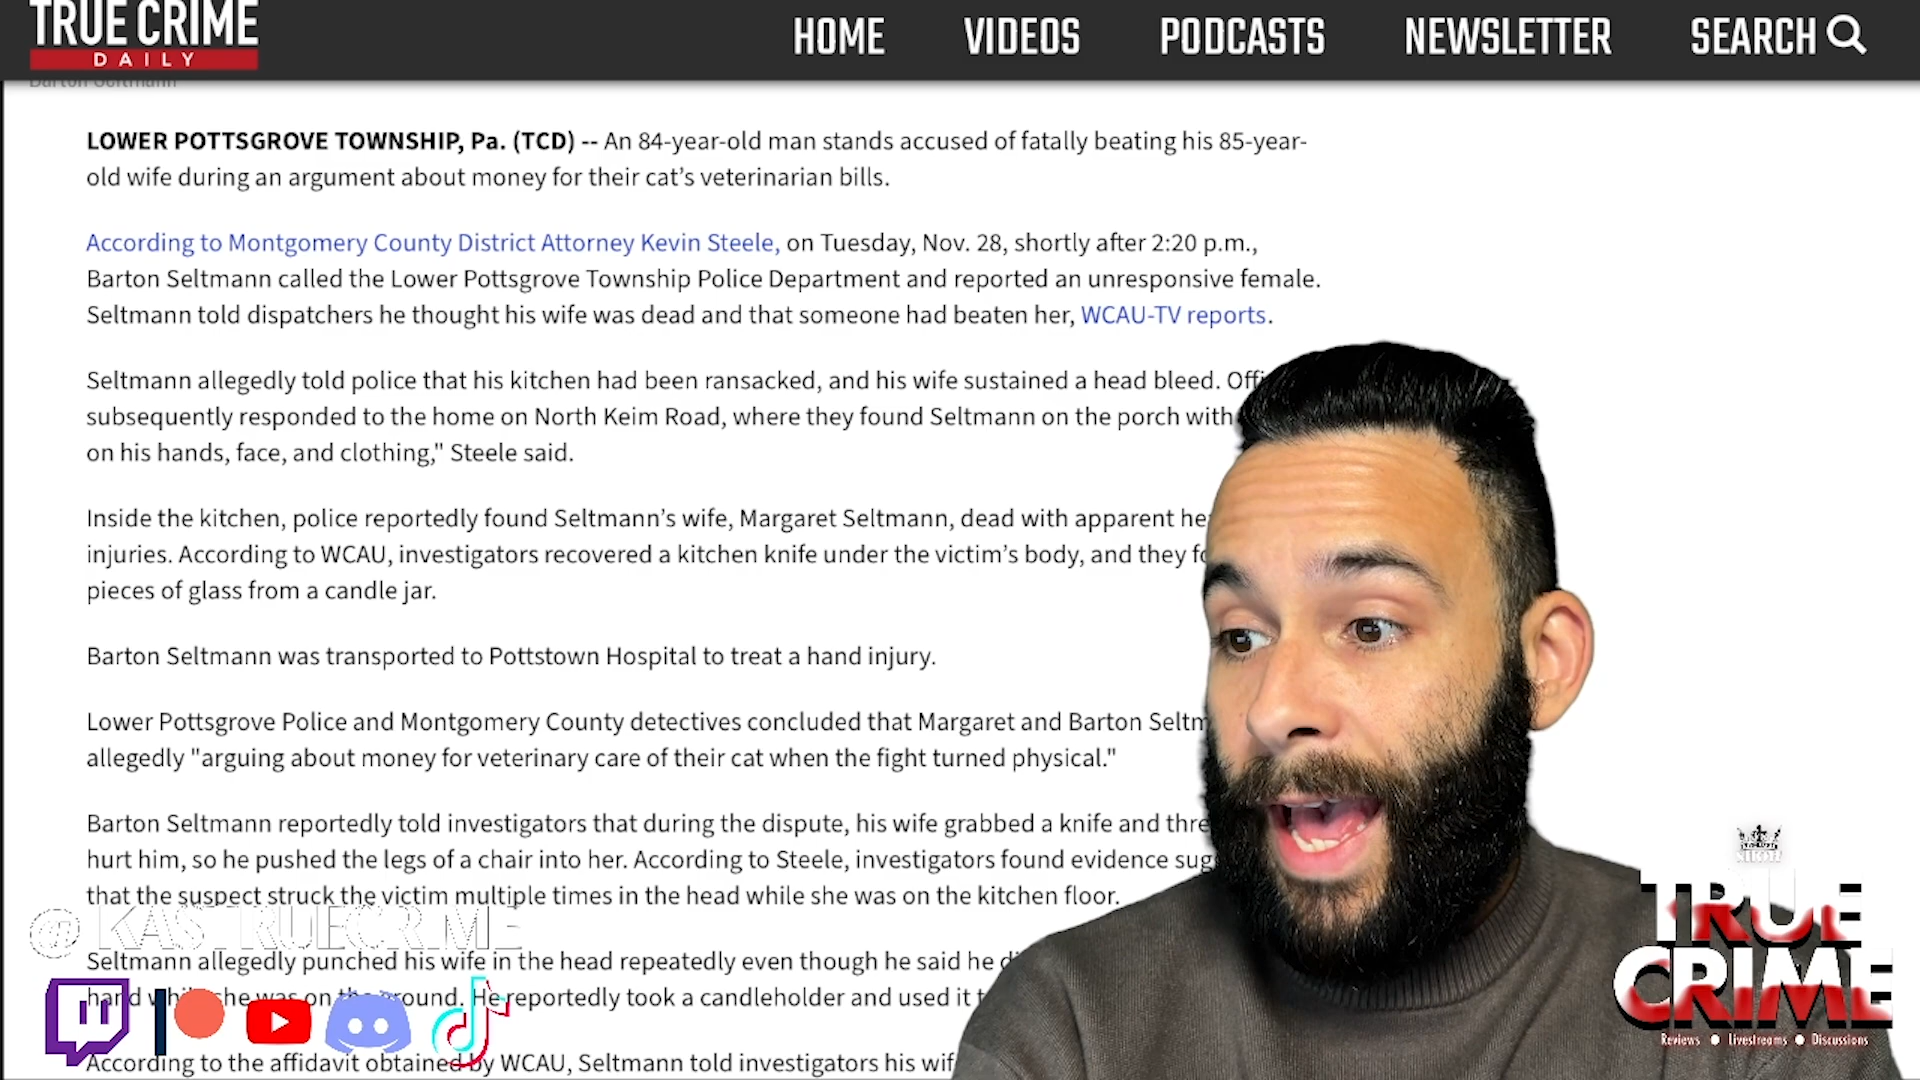 TRUE CRIME
DAILY
HOME VIDEOS PODCASTS NEWSLETTER SEARCH
Barton Seltmann
LOWER POTTSGROVE TOWNSHIP, Pa. (TCD) -- An 84-year-old man stands accused of fatally beating his 85-year-
old wife during an argument about money for their cat’s veterinarian bills.
According to Montgomery County District Attorney Kevin Steele, on Tuesday, Nov. 28, shortly after 2:20 p.m.,
Barton Seltmann called the Lower Pottsgrove Township Police Department and reported an unresponsive female.
Seltmann told dispatchers he thought his wife was dead and that someone had beaten her, WCAU-TV reports.
Seltmann allegedly told police that his kitchen had been ransacked, and his wife sustained a head bleed.
subsequently responded to the home on North Keim Road, where they found Seltmann on the porch with
on his hands, face, and clothing," Steele said.
Inside the kitchen, police reportedly found Seltmann’s wife, Margaret Seltmann, dead with apparent
injuries. According to WCAU, investigators recovered a kitchen knife under the victim’s body, and they
pieces of glass from a candle jar.
Barton Seltmann was transported to Pottstown Hospital to treat a hand injury.
Lower Pottsgrove Police and Montgomery County detectives concluded that Margaret and Barton
allegedly "arguing about money for veterinary care of their cat when the fight turned physical."
Barton Seltmann reportedly told investigators that during the dispute, his wife grabbed a knife and
hurt him, so he pushed the legs of a chair into her. According to Steele, investigators found evidence
that the suspect struck the victim multiple times in the head while she was on the kitchen floor.
@KASTRUECRIME
Seltmann allegedly punched his wife in the head repeatedly even though he said he
hand while she was on the ground. He reportedly took a candleholder and used it
According to the affidavit obtained by WCAU, Seltmann told investigators his
TRUE
CRIME
Reviews ● Livestreams ● Discussions